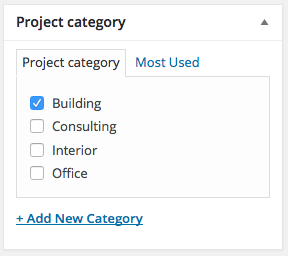 Project category
Project category Most Used
Building
Consulting
Interior
Office
+ Add New Category